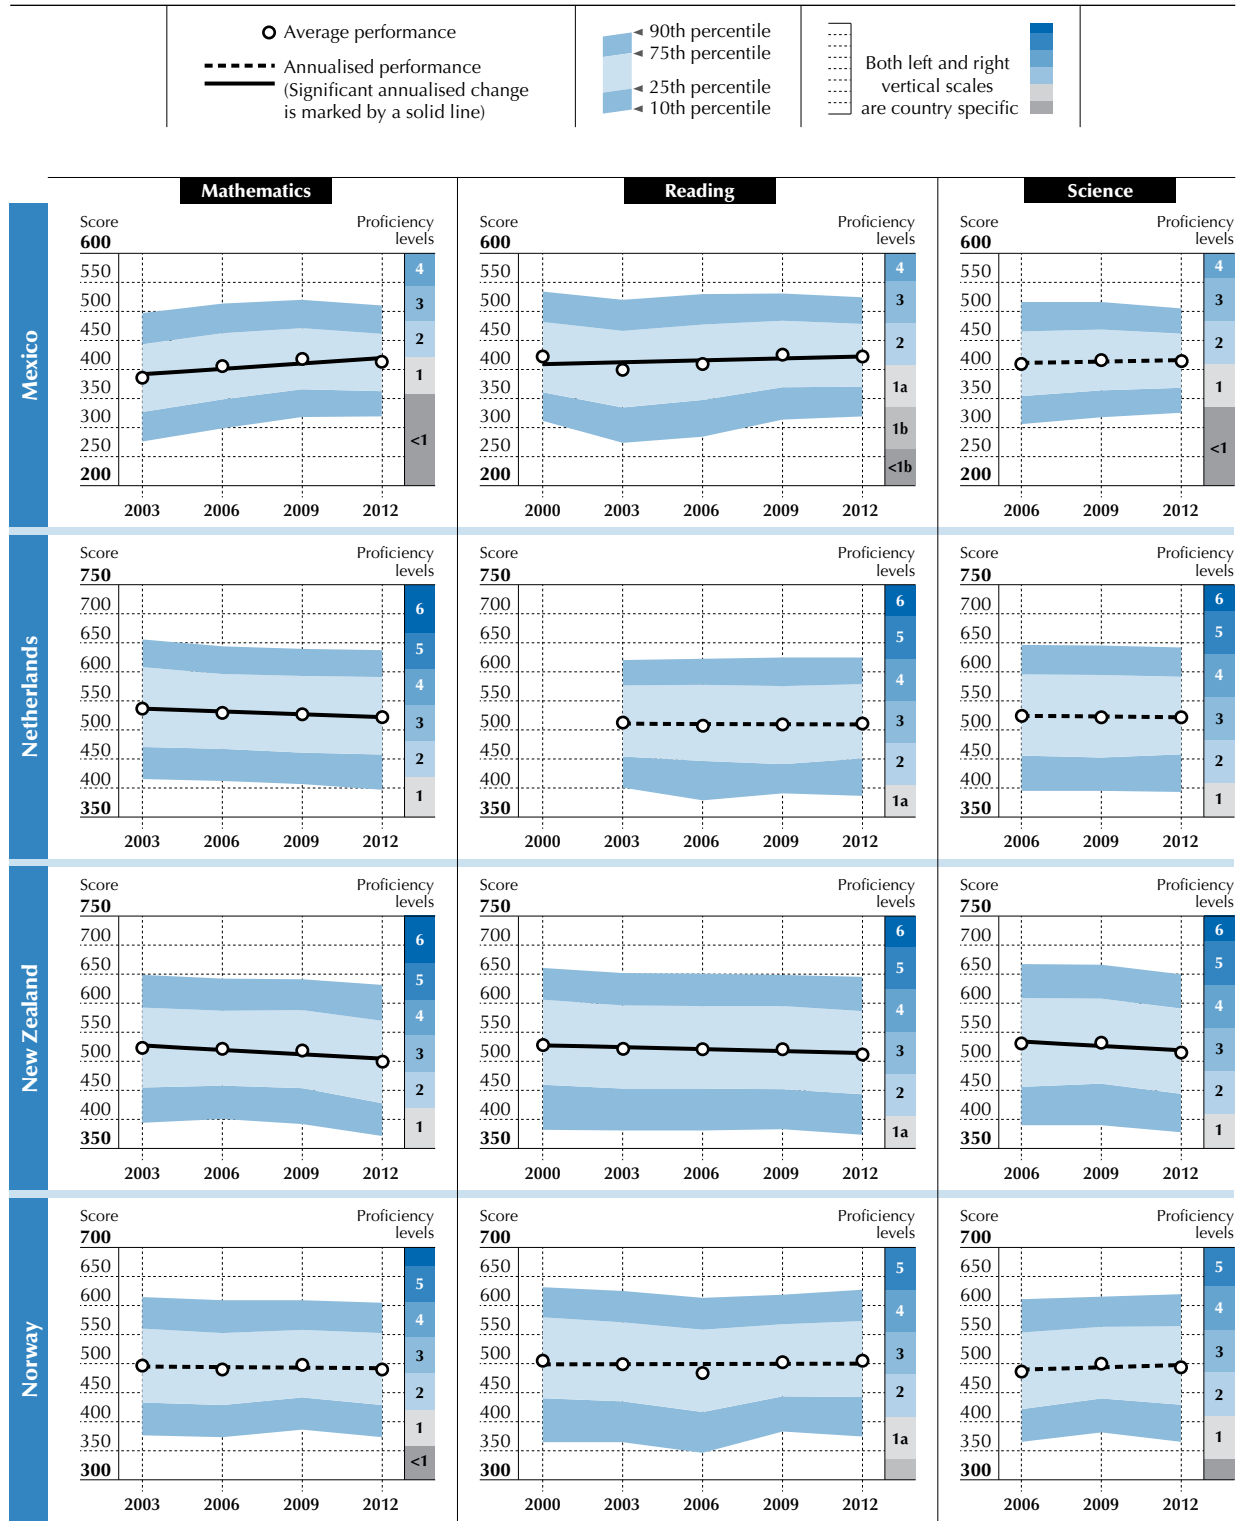 Average performance
Annualised performance
(Significant annualised change
is marked by a solid line)
90th percentile
75th percentile
25th percentile
10th percentile
Both left and right
vertical scales
are country specific
Mathematics
Reading
Science
Mexico
Score
600
550
500
450
400
350
300
250
200
Proficiency
levels
4
3
2
1
<1
2003 2006 2009 2012
Score
600
550
500
450
400
350
300
250
200
Proficiency
levels
4
3
2
1a
1b
<1b
2000 2003 2006 2009 2012
Score
600
550
500
450
400
350
300
250
200
Proficiency
levels
4
3
2
1
<1
2006 2009 2012
Netherlands
Score
750
700
650
600
550
500
450
400
350
Proficiency
levels
6
5
4
3
2
1
2003 2006 2009 2012
Score
750
700
650
600
550
500
450
400
350
Proficiency
levels
6
5
4
3
2
1a
2000 2003 2006 2009 2012
Score
750
700
650
600
550
500
450
400
350
Proficiency
levels
6
5
4
3
2
1
2006 2009 2012
New Zealand
Score
750
700
650
600
550
500
450
400
350
Proficiency
levels
6
5
4
3
2
1
2003 2006 2009 2012
Score
750
700
650
600
550
500
450
400
350
Proficiency
levels
6
5
4
3
2
1a
2000 2003 2006 2009 2012
Score
750
700
650
600
550
500
450
400
350
Proficiency
levels
6
5
4
3
2
1
2006 2009 2012
Norway
Score
700
650
600
550
500
450
400
350
300
Proficiency
levels
5
4
3
2
1
<1
2003 2006 2009 2012
Score
700
650
600
550
500
450
400
350
300
Proficiency
levels
5
4
3
2
1a
2000 2003 2006 2009 2012
Score
700
650
600
550
500
450
400
350
300
Proficiency
levels
5
4
3
2
1
2006 2009 2012